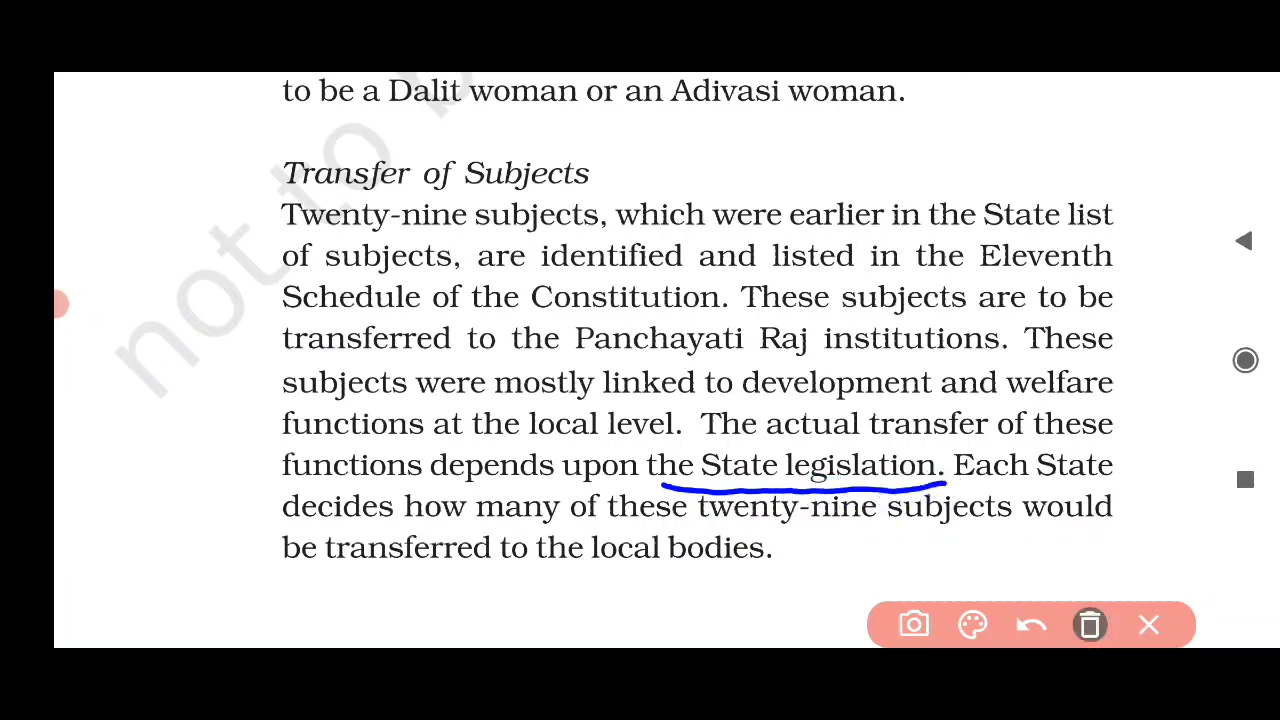 to be a Dalit woman or an Adivasi woman.
Transfer of Subjects
Twenty-nine subjects, which were earlier in the State list
of subjects, are identified and listed in the Eleventh
Schedule of the Constitution. These subjects are to be
transferred to the Panchayati Raj institutions. These
subjects were mostly linked to development and welfare
functions at the local level. The actual transfer of these
functions depends upon the State legislation. Each State
decides how many of these twenty-nine subjects would
be transferred to the local bodies.
not to b